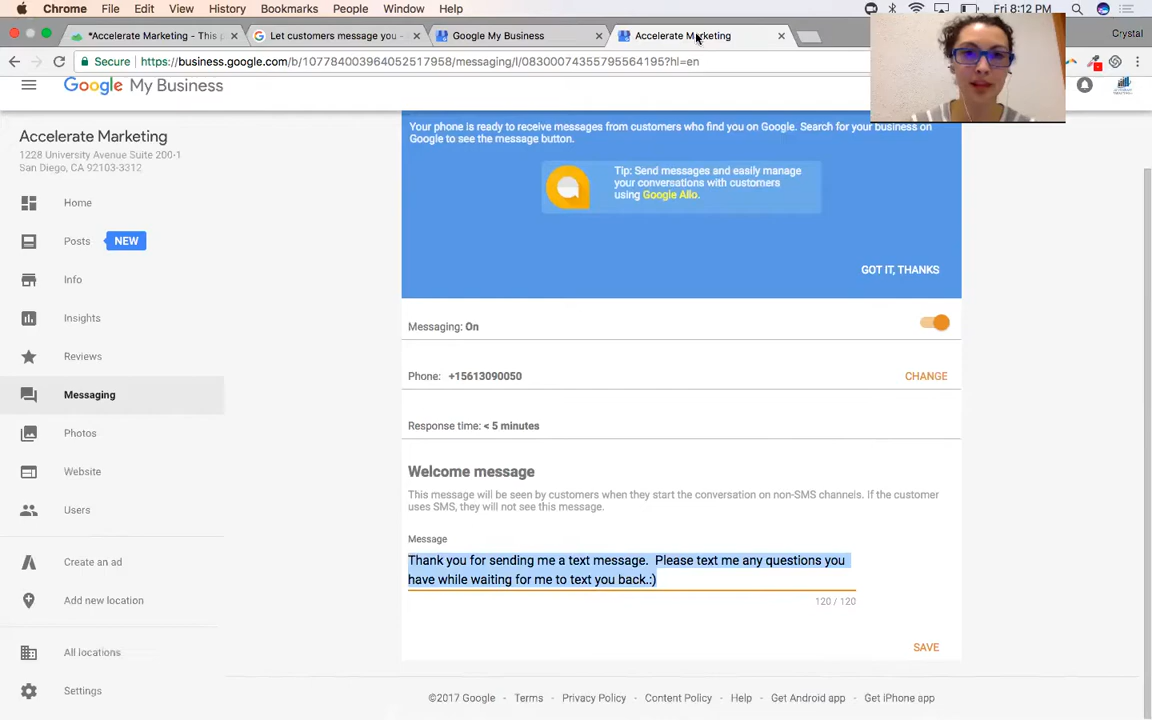 Chrome File Edit View History Bookmarks People Window Help Fri 8:12 PM
*Accelerate Marketing - This p
Let customers message you -
Google My Business
Accelerate Marketing
Crystal
Secure https://business.google.com/b/107784003964052517958/messaging/l/08300074355795564195?hl=en
Google My Business
Accelerate Marketing
1228 University Avenue Suite 200-1
San Diego, CA 92103-3312
Home
Posts NEW
Info
Insights
Reviews
Messaging
Photos
Website
Users
Create an ad
Add new location
All locations
Settings
Your phone is ready to receive messages from customers who find you on Google. Search for your business on
Google to see the message button.
Tip: Send messages and easily manage
your conversations with customers
using Google Allo.
GOT IT, THANKS
Messaging: On
Phone: +15613090050 CHANGE
Response time: < 5 minutes
Welcome message
This message will be seen by customers when they start the conversation on non-SMS channels. If the customer
uses SMS, they will not see this message.
Message
Thank you for sending me a text message. Please text me any questions you
have while waiting for me to text you back.:)
120 / 120
SAVE
©2017 Google Terms Privacy Policy Content Policy Help Get Android app Get iPhone app